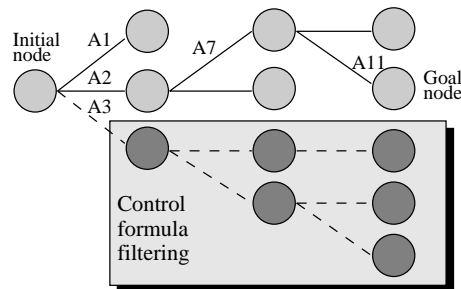 Initial
node
A1
A2
A3
A7
A11
Goal
node
Control
formula
filtering